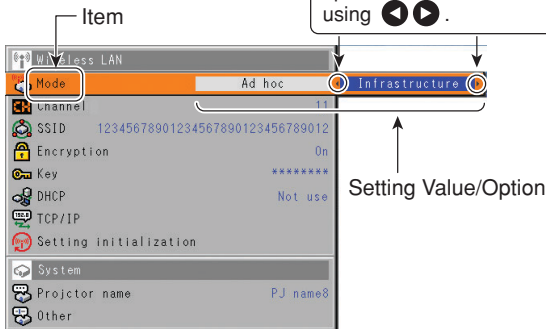 Item
using ◀ ▶ .
Wireless LAN
Mode Ad hoc Infrastructure
Channel 11
SSID 12345678901234567890123456789012
Encryption On
Key ********
DHCP Not use
TCP/IP
Setting initialization
Setting Value/Option
System
Projctor name PJ name8
Other